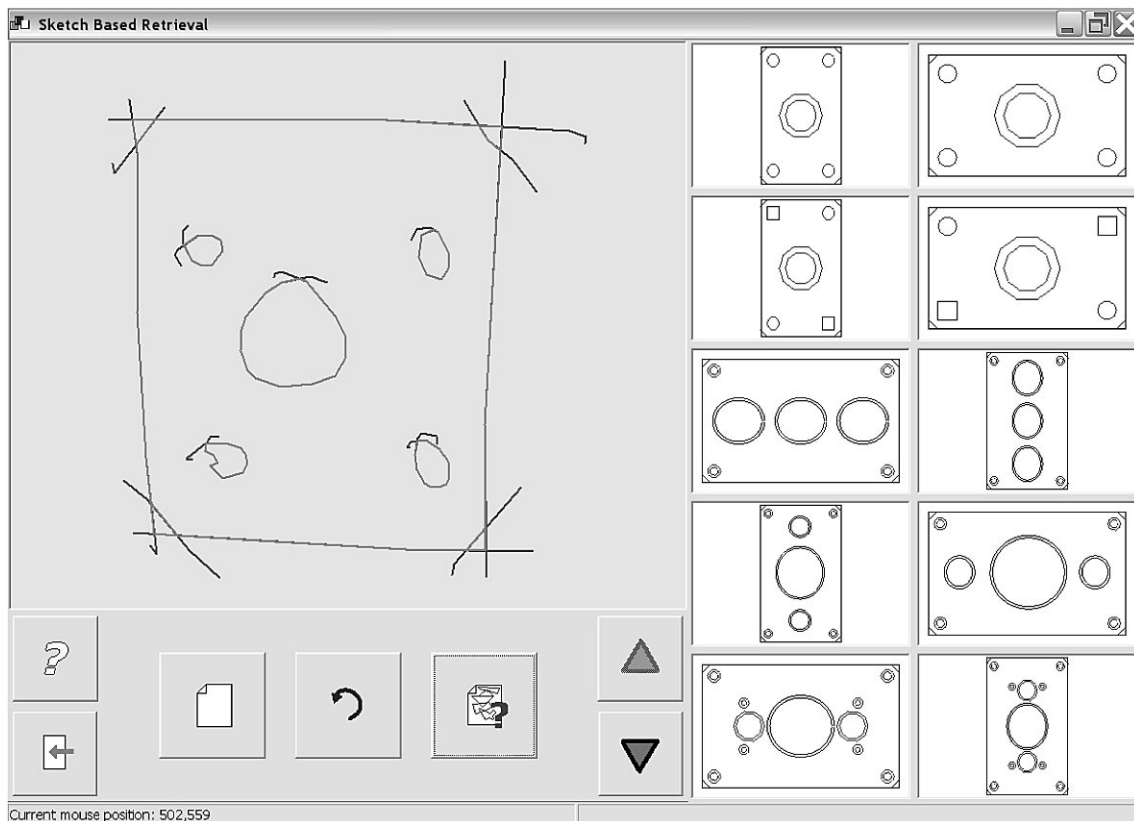 Sketch Based Retrieval
?
?
Current mouse position: 502,559